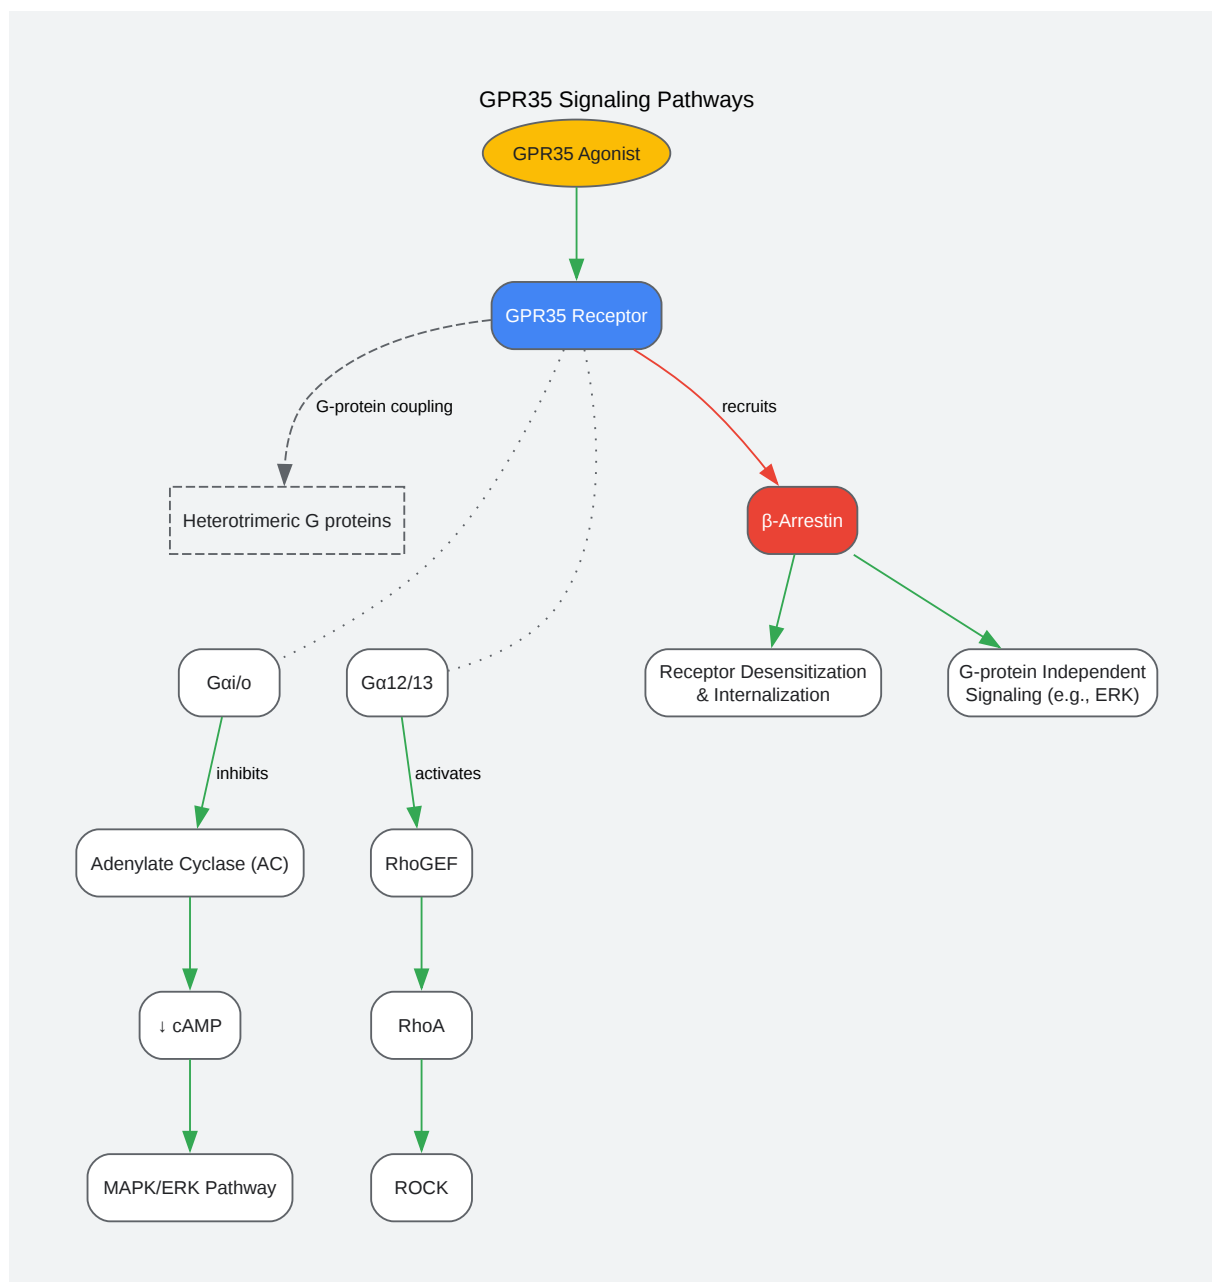 GPR35 Signaling Pathways
GPR35 Agonist
GPR35 Receptor
G-protein coupling
recruits
Heterotrimeric G proteins
β-Arrestin
Gαi/o
Gα12/13
Receptor Desensitization
& Internalization
G-protein Independent
Signaling (e.g., ERK)
inhibits
activates
Adenylate Cyclase (AC)
RhoGEF
↓ cAMP
RhoA
MAPK/ERK Pathway
ROCK